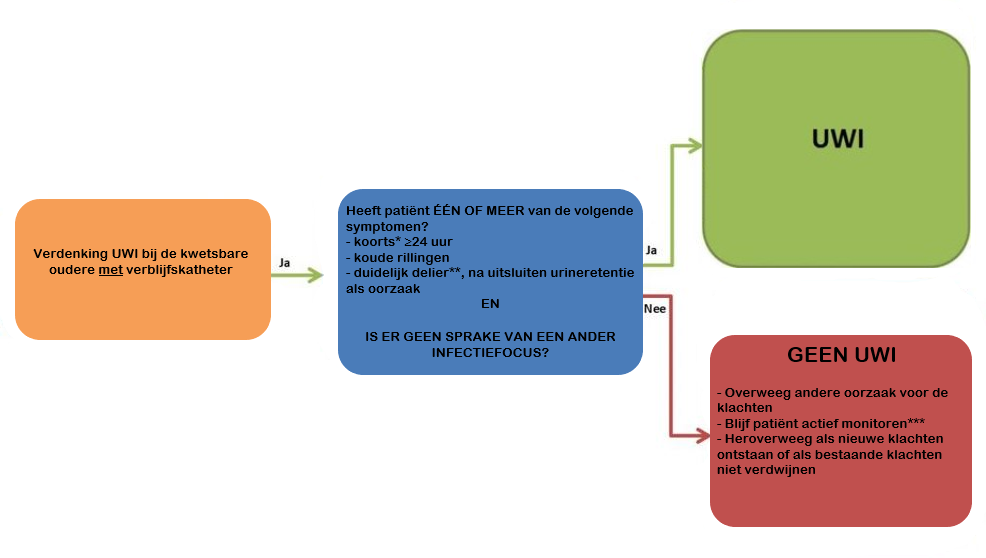 Verdenking UWI bij de kwetsbare
oudere met verblijfskatheter
Ja
Heeft patiënt ÉÉN OF MEER van de volgende
symptomen?
- koorts* ≥24 uur
- koude rillingen
- duidelijk delier**, na uitsluiten urineretentie
als oorzaak
EN
IS ER GEEN SPRAKE VAN EEN ANDER
INFECTIEFOCUS?
Ja
UWI
Nee
GEEN UWI
- Overweeg andere oorzaak voor de
klachten
- Blijf patiënt actief monitoren***
- Heroverweeg als nieuwe klachten
ontstaan of als bestaande klachten
niet verdwijnen